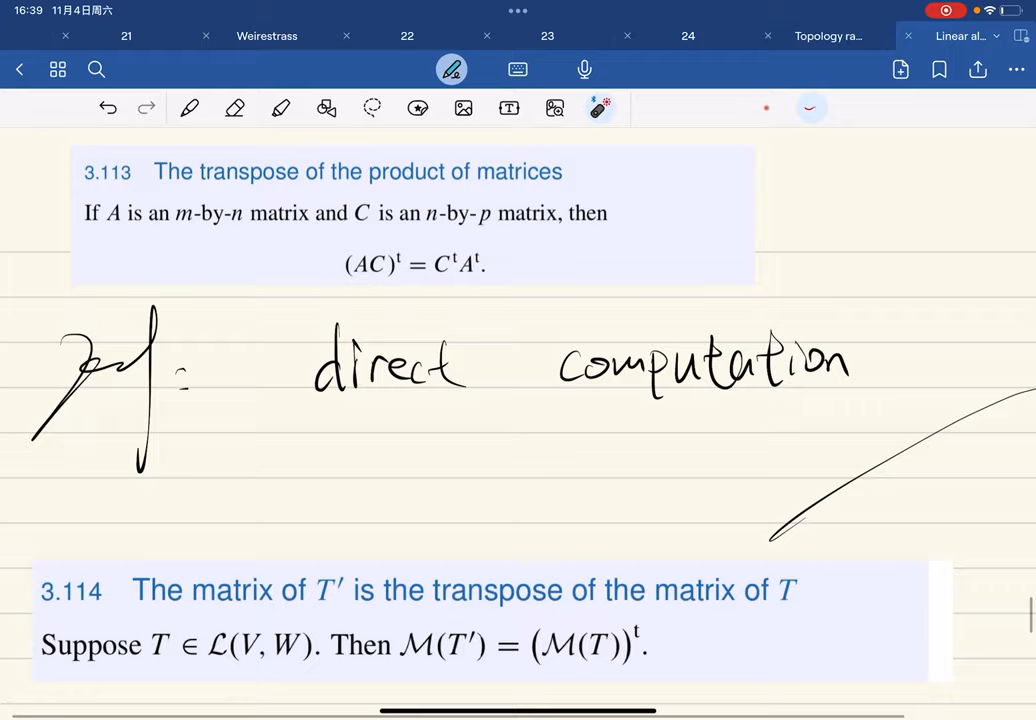 16:39 11月4日周六
21 Weirestrass 22 23 24 Topology ra... Linear al...
3.113 The transpose of the product of matrices
If A is an m-by-n matrix and C is an n-by-p matrix, then
(AC)ᵗ = CᵗAᵗ.
direct computation
3.114 The matrix of T′ is the transpose of the matrix of T
Suppose T ∈ ℒ(V, W). Then ℳ(T′) = (ℳ(T))ᵗ.